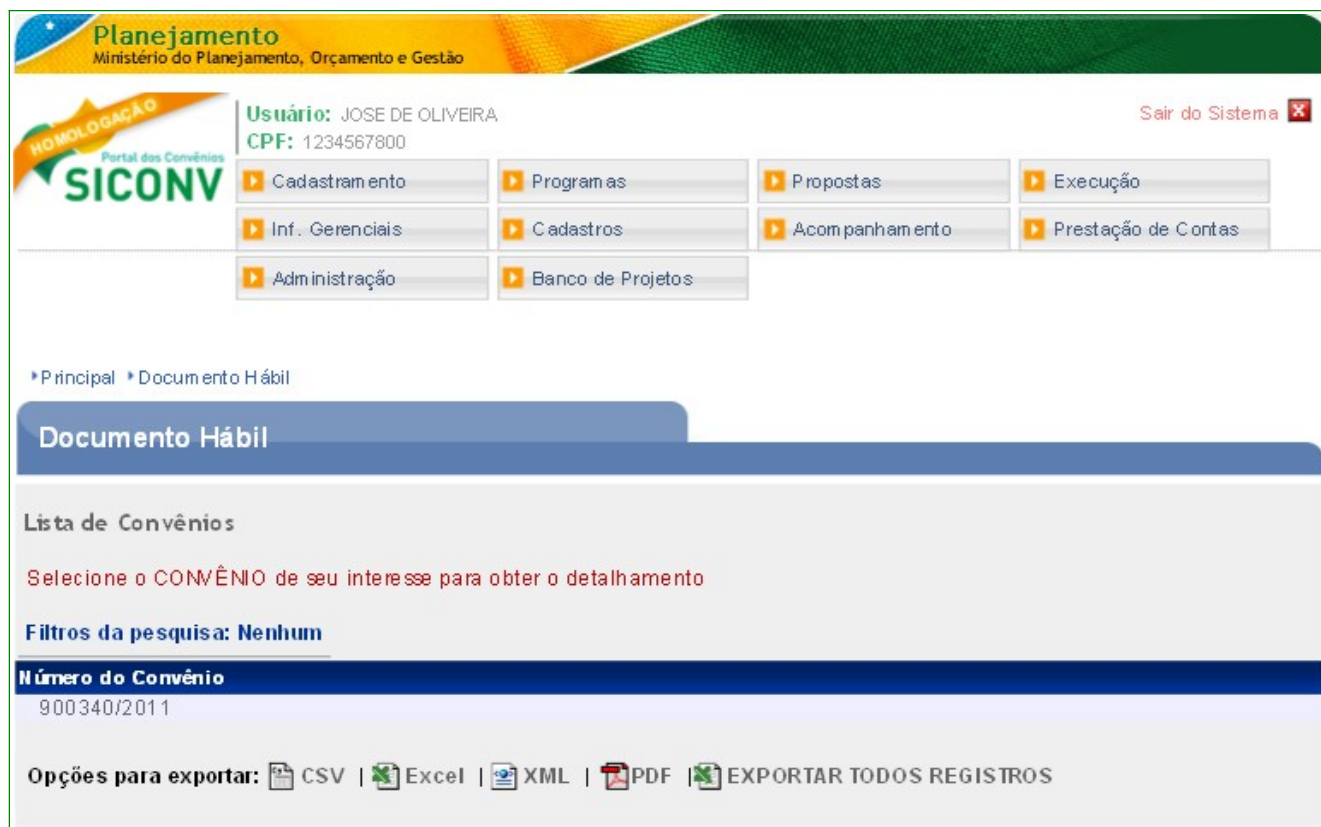 Planejamento
Ministério do Planejamento, Orçamento e Gestão
HOMOLOGAÇÃO
Portal dos Convênios
SICONV
Usuário: JOSE DE OLIVEIRA
Sair do Sistema
CPF: 1234567800
Cadastramento Programas Propostas Execução
Inf. Gerenciais Cadastros Acompanhamento Prestação de Contas
Administração Banco de Projetos
Principal Documento Hábil
Documento Hábil
Lista de Convênios
Selecione o CONVÊNIO de seu interesse para obter o detalhamento
Filtros da pesquisa: Nenhum
Número do Convênio
900340/2011
Opções para exportar: CSV | Excel | XML | PDF | EXPORTAR TODOS REGISTROS